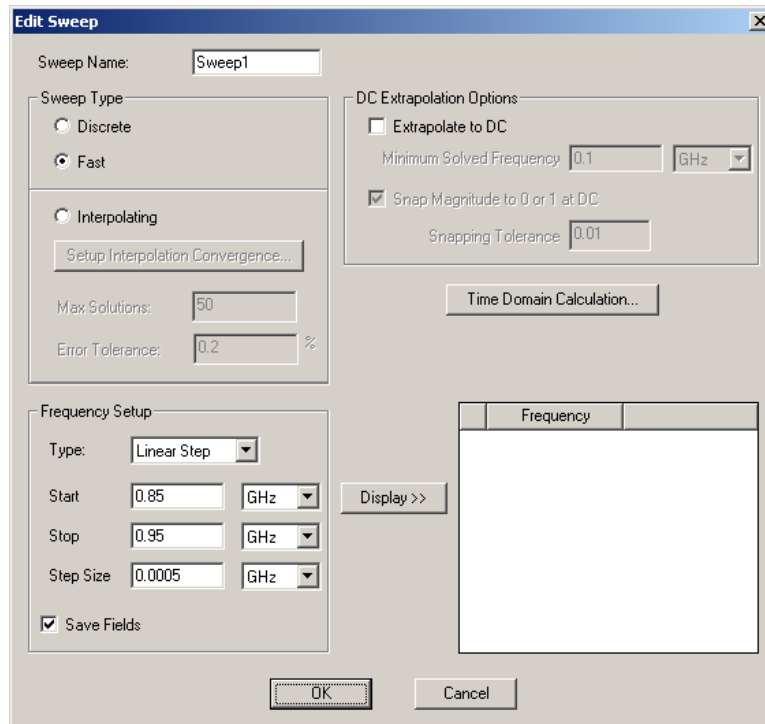 Edit Sweep
Sweep Name: Sweep1
Sweep Type
Discrete
Fast
Interpolating
Setup Interpolation Convergence...
Max Solutions: 50
Error Tolerance: 0.2 %
DC Extrapolation Options
Extrapolate to DC
Minimum Solved Frequency 0.1 GHz
Snap Magnitude to 0 or 1 at DC
Snapping Tolerance 0.01
Time Domain Calculation...
Frequency Setup
Type: Linear Step
Start 0.85 GHz
Stop 0.95 GHz
Step Size 0.0005 GHz
Save Fields
Display >>
Frequency
OK
Cancel